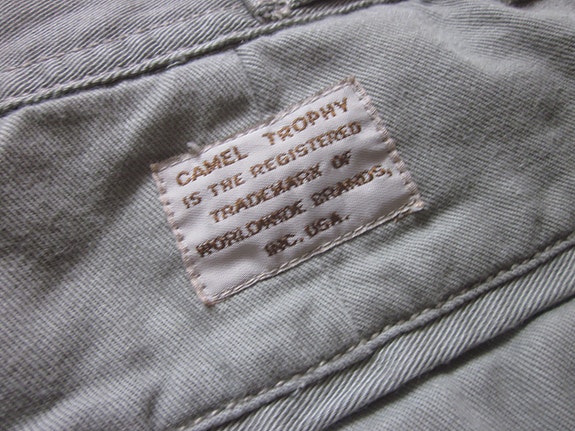 CAMEL TROPHY
IS THE REGISTERED
TRADEMARK OF
WORLDWIDE BRANDS,
INC. USA.